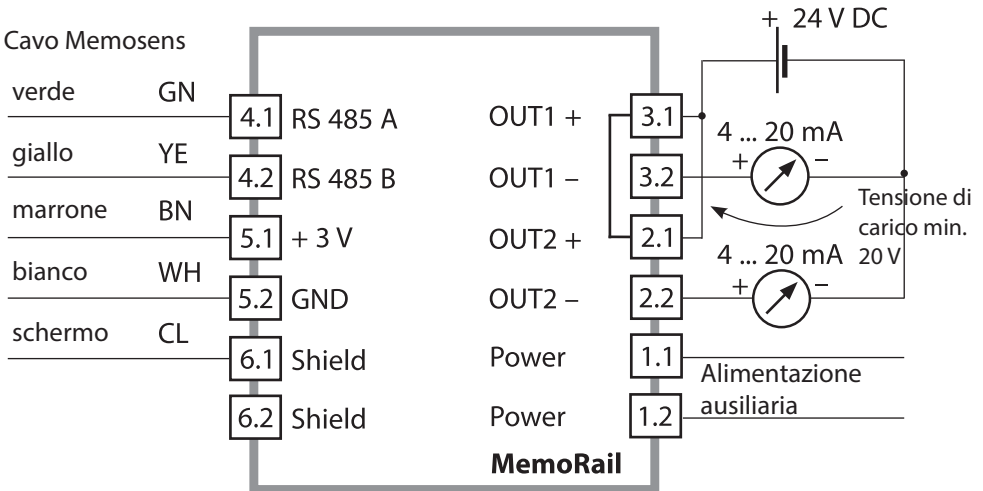 + 24 V DC
Cavo Memosens
verde GN
4.1 RS 485 A
OUT1 + 3.1
4 ... 20 mA
giallo YE
4.2 RS 485 B
OUT1 – 3.2
+ –
Tensione di
carico min.
20 V
marrone BN
5.1 + 3 V
OUT2 + 2.1
4 ... 20 mA
bianco WH
5.2 GND
OUT2 – 2.2
+ –
schermo CL
6.1 Shield
Power 1.1
Alimentazione
ausiliaria
6.2 Shield
Power 1.2
MemoRail